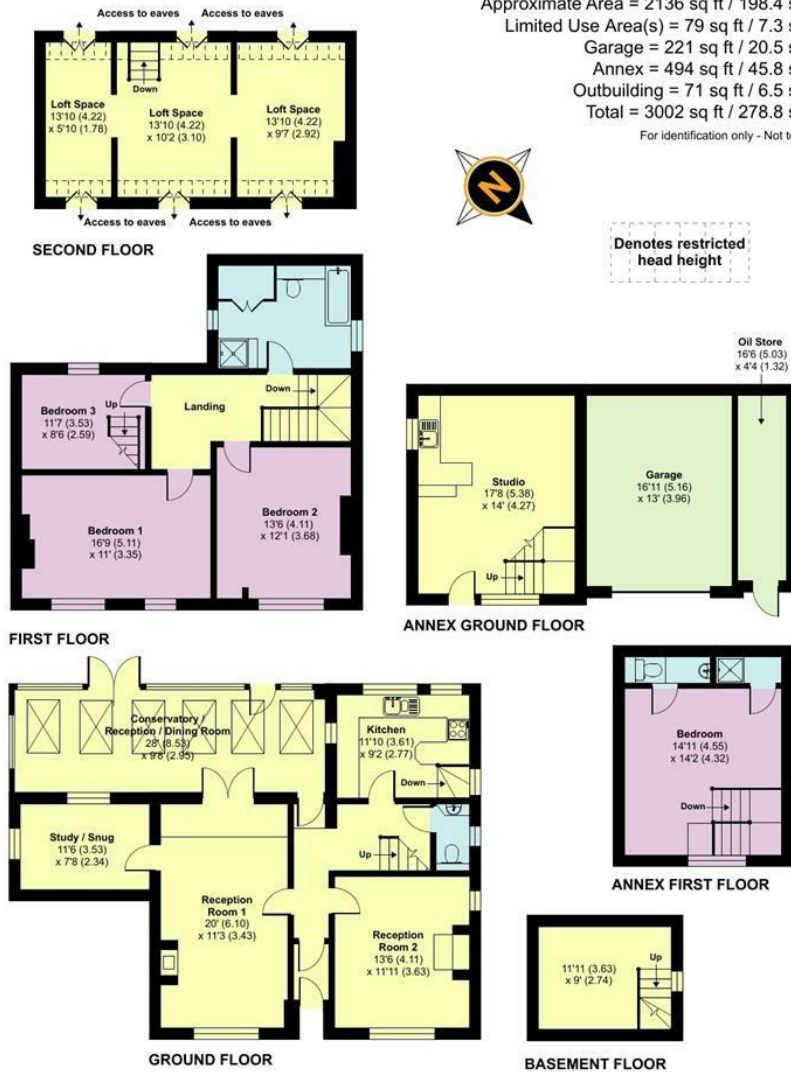 Approximate Area = 2136 sq ft / 198.4 s
Limited Use Area(s) = 79 sq ft / 7.3 s
Garage = 221 sq ft / 20.5 s
Annex = 494 sq ft / 45.8 s
Outbuilding = 71 sq ft / 6.5 s
Total = 3002 sq ft / 278.8 s
For identification only - Not to
N
Denotes restricted
head height
Access to eaves
Access to eaves
Down
Loft Space
13'10 (4.22)
x 5'10 (1.78)
Loft Space
13'10 (4.22)
x 10'2 (3.10)
Loft Space
13'10 (4.22)
x 9'7 (2.92)
Access to eaves
Access to eaves
SECOND FLOOR
Bedroom 3
11'7 (3.53)
x 8'6 (2.59)
Up
Landing
Down
Bedroom 1
16'9 (5.11)
x 11' (3.35)
Bedroom 2
13'6 (4.11)
x 12'1 (3.68)
FIRST FLOOR
Oil Store
16'6 (5.03)
x 4'4 (1.32)
Studio
17'8 (5.38)
x 14' (4.27)
Up
Garage
16'11 (5.16)
x 13' (3.96)
ANNEX GROUND FLOOR
Conservatory /
Reception / Dining Room
28' (8.53)
x 9'8 (2.95)
Kitchen
11'10 (3.61)
x 9'2 (2.77)
Down
Study / Snug
11'6 (3.53)
x 7'8 (2.34)
Up
Reception
Room 1
20' (6.10)
x 11'3 (3.43)
Reception
Room 2
13'6 (4.11)
x 11'11 (3.63)
GROUND FLOOR
Bedroom
14'11 (4.55)
x 14'2 (4.32)
Down
ANNEX FIRST FLOOR
11'11 (3.63)
x 9' (2.74)
Up
BASEMENT FLOOR